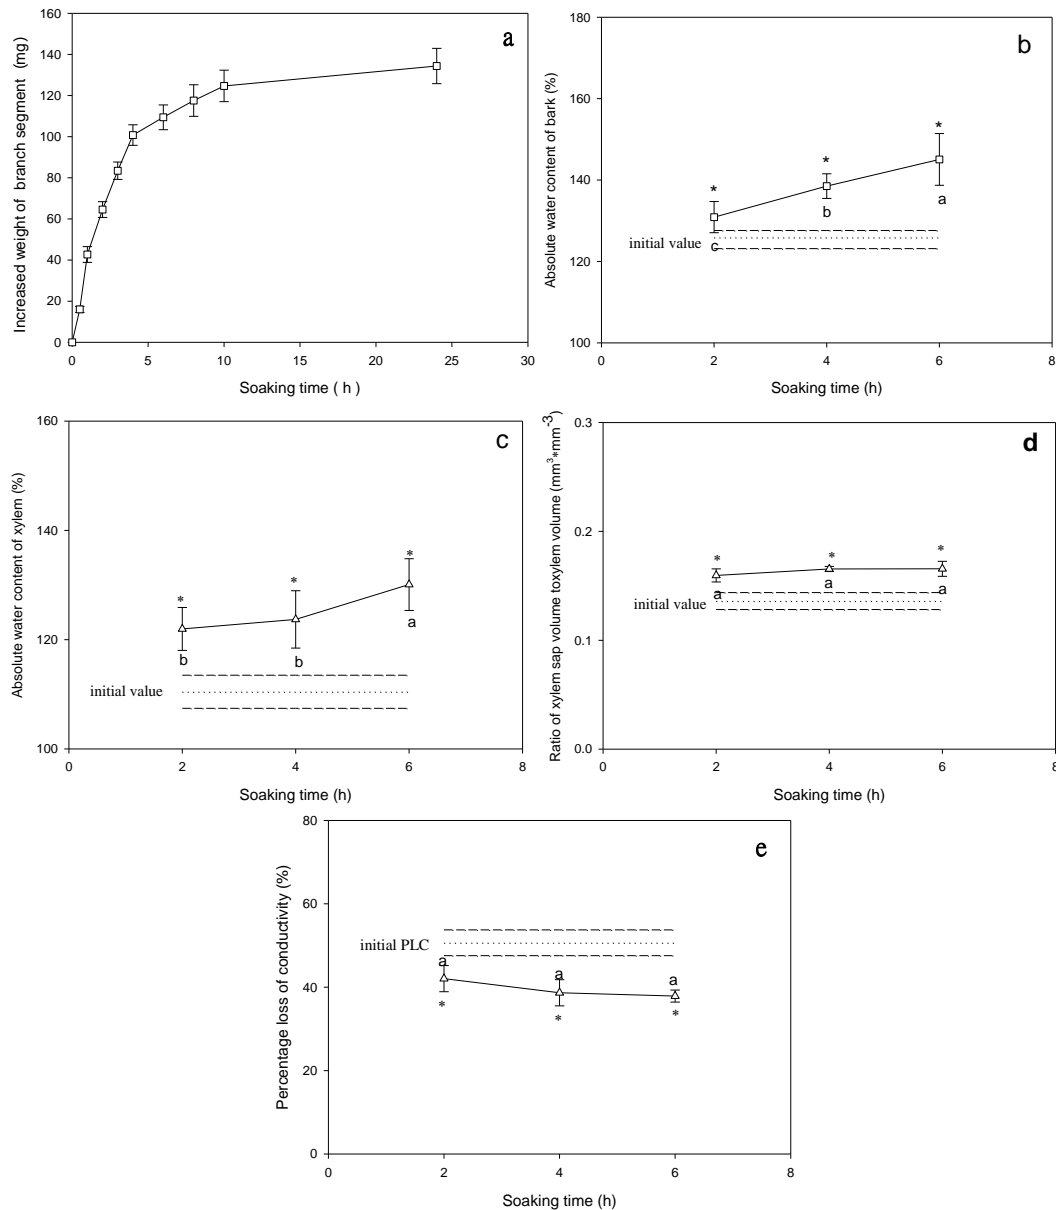 a
160
140
120
100
80
60
40
20
0
0 5 10 15 20 25 30
Increased weight of branch segment (mg)
Soaking time ( h )
b
180
160
140
120
100
0 2 4 6 8
Absolute water content of bark (%)
Soaking time (h)
* * *
c b a
initial value
c
160
140
120
100
0 2 4 6 8
Absolute water content of xylem (%)
Soaking time (h)
* * *
b b a
initial value
d
0.3
0.2
0.1
0.0
0 2 4 6 8
Ratio of xylem sap volume toxylem volume (mm³*mm⁻³)
Soaking time (h)
* * *
a a a
initial value
e
80
60
40
20
0
0 2 4 6 8
Percentage loss of conductivity (%)
Soaking time (h)
initial PLC
a a a
* * *